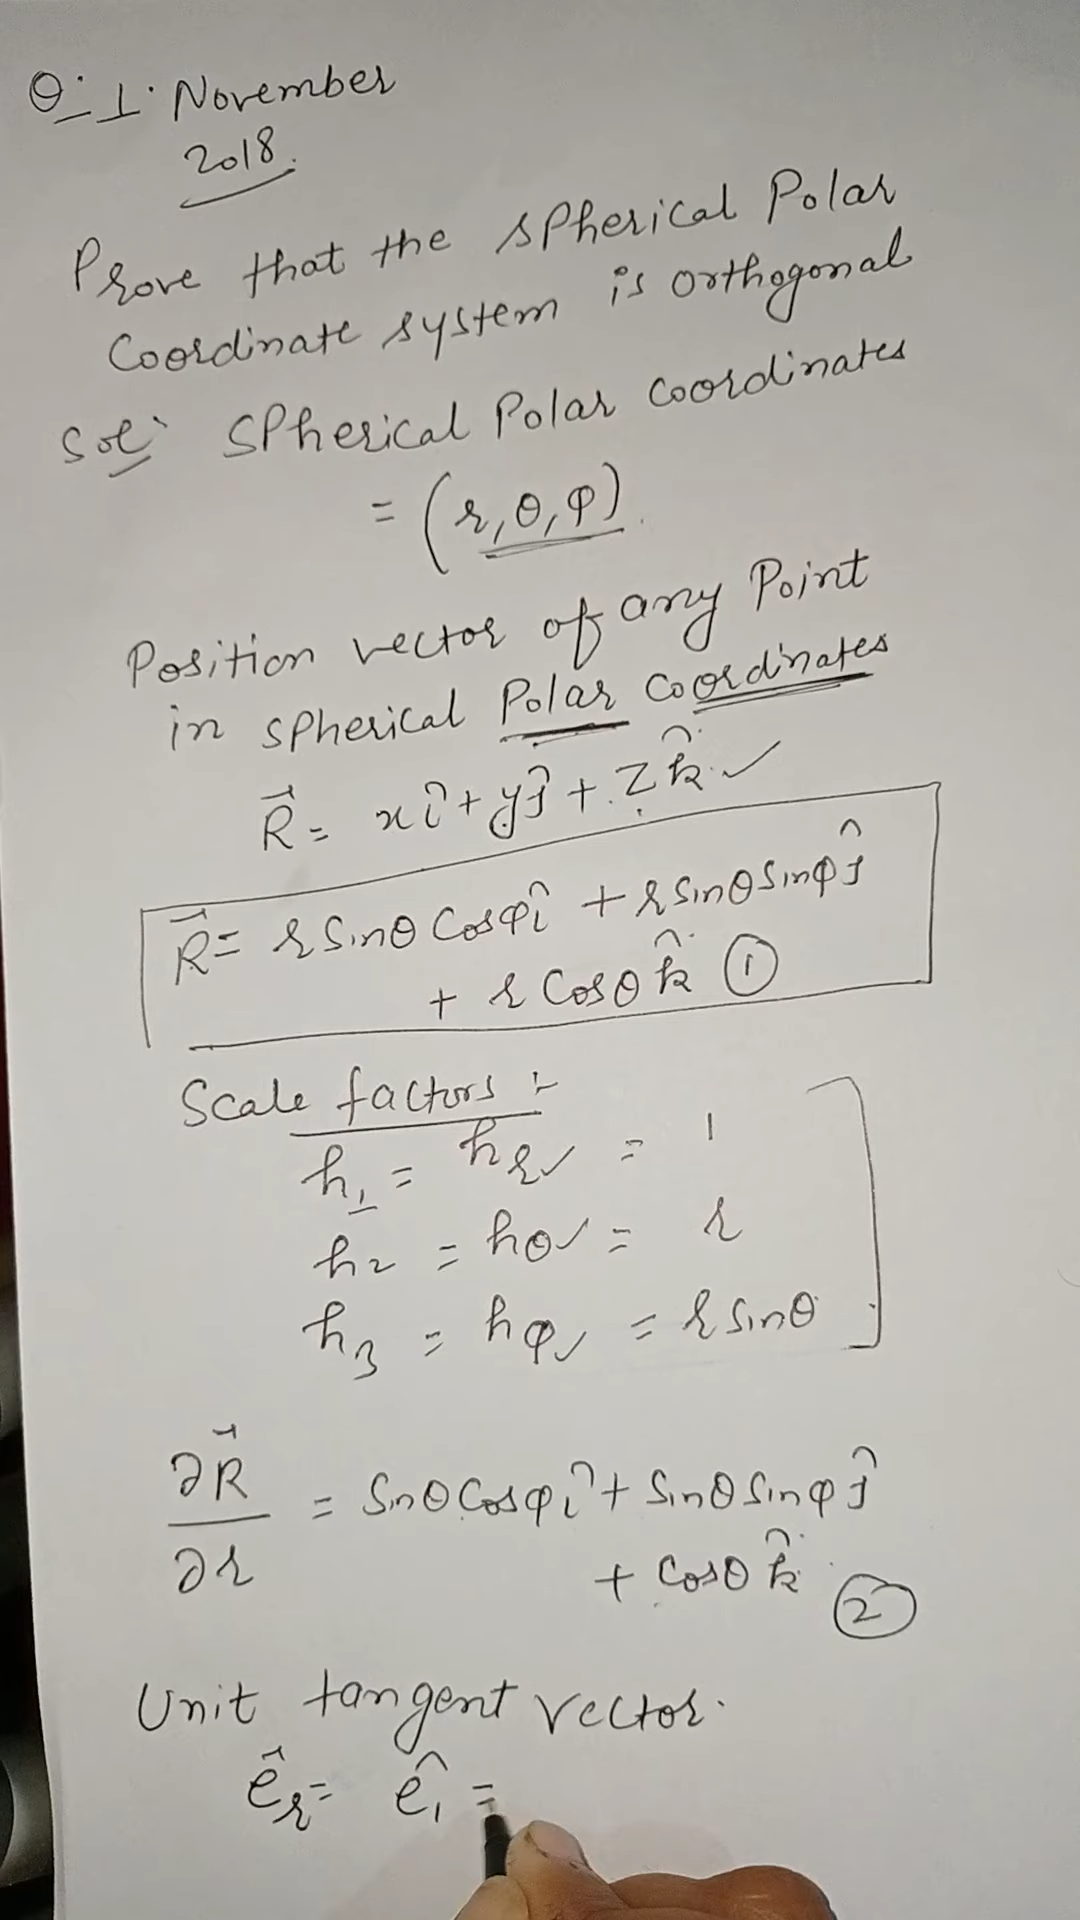 Q:-1. November
2018.
Prove that the spherical Polar
Coordinate system is orthogonal
Sol: Spherical Polar coordinates
= (r, θ, φ)
Position vector of any Point
in spherical Polar coordinates
R⃗ = xî + yĵ + zk̂ ✓
R⃗ = r sinθ Cosφ î + r sinθ sinφ ĵ
+ r Cosθ k̂ ①
Scale factors :-
h₁ = hr ✓ = 1
h₂ = hθ ✓ = r
h₃ = hφ ✓ = r sinθ
∂R⃗/∂r = Sinθ Cosφ î + Sinθ Sinφ ĵ
+ Cosθ k̂ ②
Unit tangent vector.
e⃗r = ê₁ =